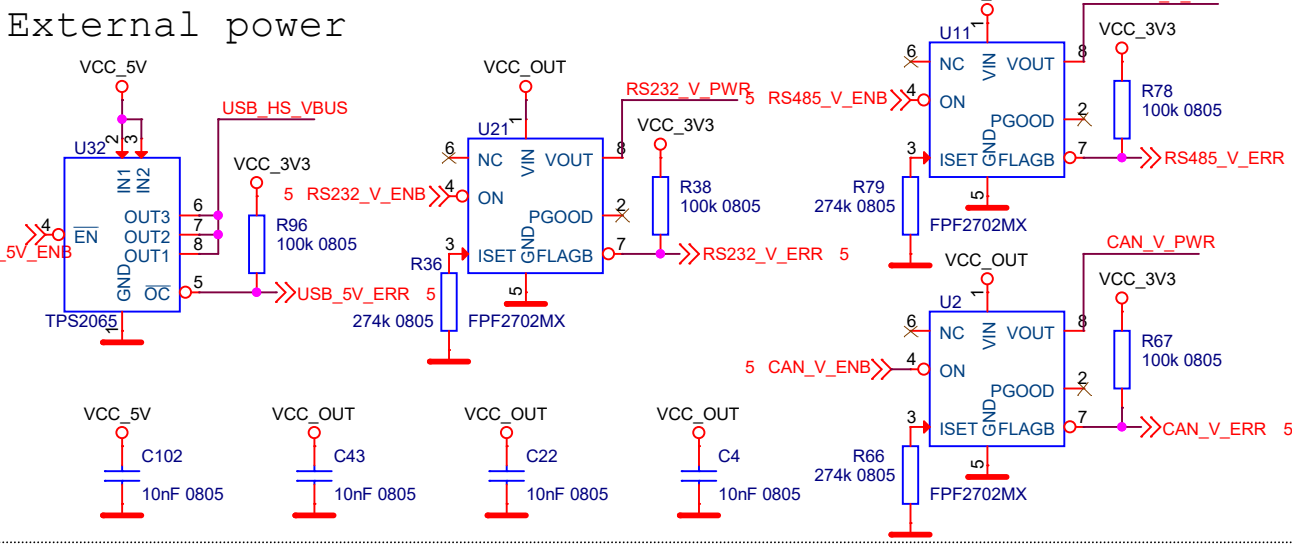 External power
VCC_5V
USB_HS_VBUS
2
3
U32
IN1
IN2
OUT3
6
OUT2
7
OUT1
8
4
EN
5V_ENB
GND
OC
5
TPS2065
1
VCC_3V3
R96
100k 0805
USB_5V_ERR 5
VCC_OUT
1
U21
RS232_V_PWR 5
6
NC
VIN
VOUT
8
5 RS232_V_ENB
4
ON
PGOOD
2
3
ISET
GND
FLAGB
7
5
FPF2702MX
R36
274k 0805
VCC_3V3
R38
100k 0805
RS232_V_ERR 5
1
U11
6
NC
VIN
VOUT
8
RS485_V_ENB
4
ON
PGOOD
2
3
ISET
GND
FLAGB
7
5
FPF2702MX
R79
274k 0805
VCC_3V3
R78
100k 0805
RS485_V_ERR
VCC_OUT
1
U2
CAN_V_PWR
6
NC
VIN
VOUT
8
5 CAN_V_ENB
4
ON
PGOOD
2
3
ISET
GND
FLAGB
7
5
FPF2702MX
R66
274k 0805
VCC_3V3
R67
100k 0805
CAN_V_ERR 5
VCC_5V
C102
10nF 0805
VCC_OUT
C43
10nF 0805
VCC_OUT
C22
10nF 0805
VCC_OUT
C4
10nF 0805